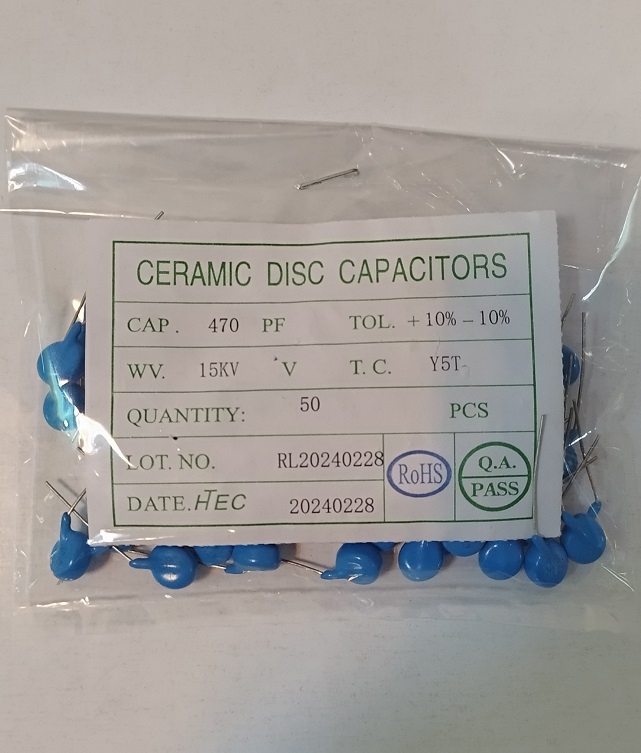 CERAMIC DISC CAPACITORS
CAP. 470 PF TOL. +10% -10%
WV. 15KV V T. C. Y5T
QUANTITY: 50 PCS
LOT. NO. RL20240228
RoHS
Q.A.
PASS
DATE. HTEC 20240228